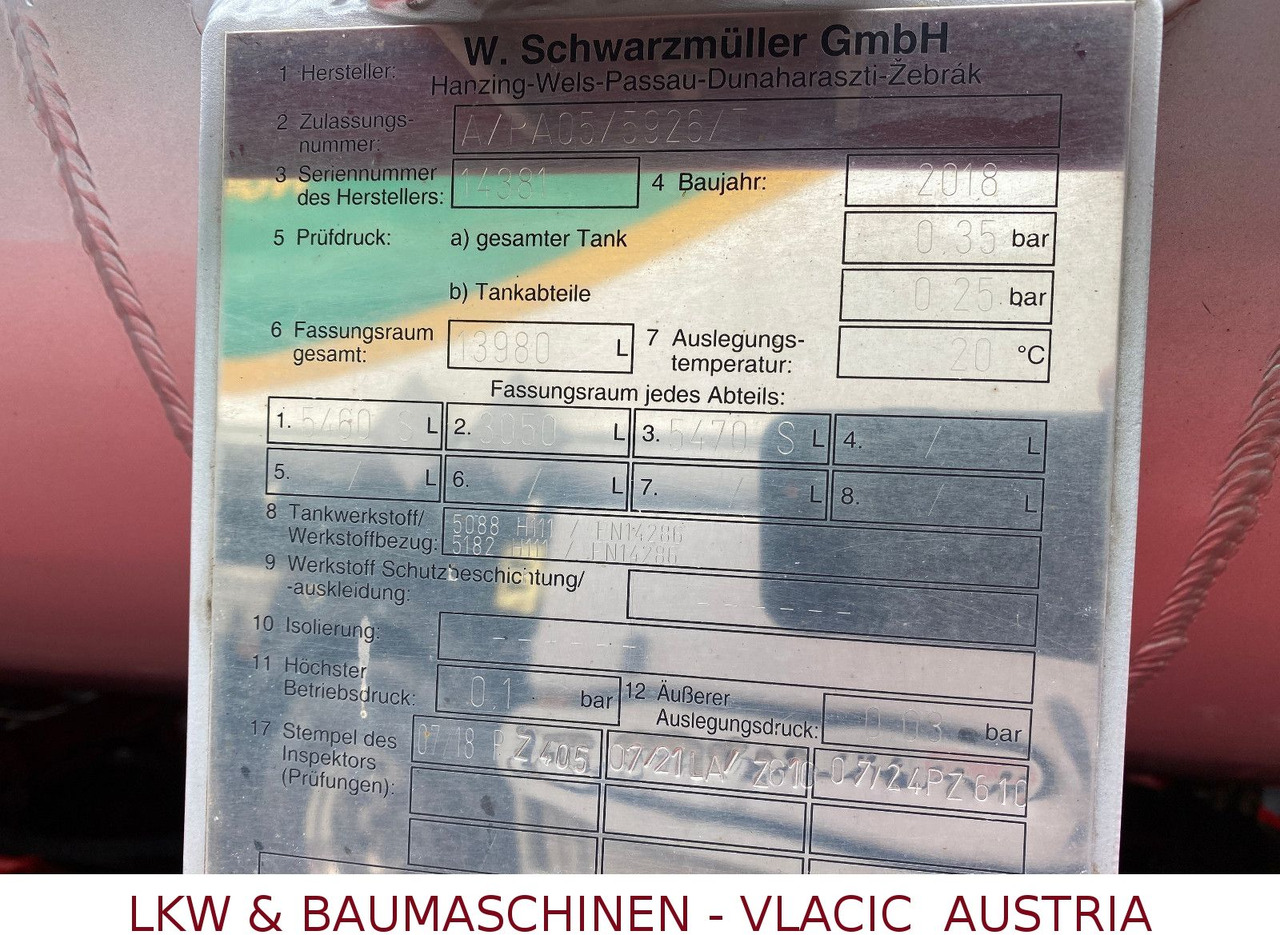 W. Schwarzmüller GmbH
1 Hersteller: Hanzing-Wels-Passau-Dunaharaszti-Žebrák
2 Zulassungs-
nummer: A/PA05/5926/T
3 Seriennummer
des Herstellers: 14381 4 Baujahr: 2018
5 Prüfdruck: a) gesamter Tank 0.35 bar
b) Tankabteile 0.25 bar
6 Fassungsraum
gesamt: 13980 L 7 Auslegungs-
temperatur: 20 °C
Fassungsraum jedes Abteils:
1. 5460 S L 2. 3050 L 3. 5470 S L 4. / L
5. / L 6. / L 7. / L 8. / L
8 Tankwerkstoff/
Werkstoffbezug: 5088 H111 / EN14286
5182 H111 / EN14286
9 Werkstoff Schutzbeschichtung/
-auskleidung: - - - - - -
10 Isolierung: - - - - - -
11 Höchster
Betriebsdruck: 0.1 bar 12 Äußerer
Auslegungsdruck: 0.03 bar
17 Stempel des
Inspektors
(Prüfungen): 07/18 P Z405 07/21LA/ Z610 07/24PZ610
LKW & BAUMASCHINEN - VLACIC AUSTRIA